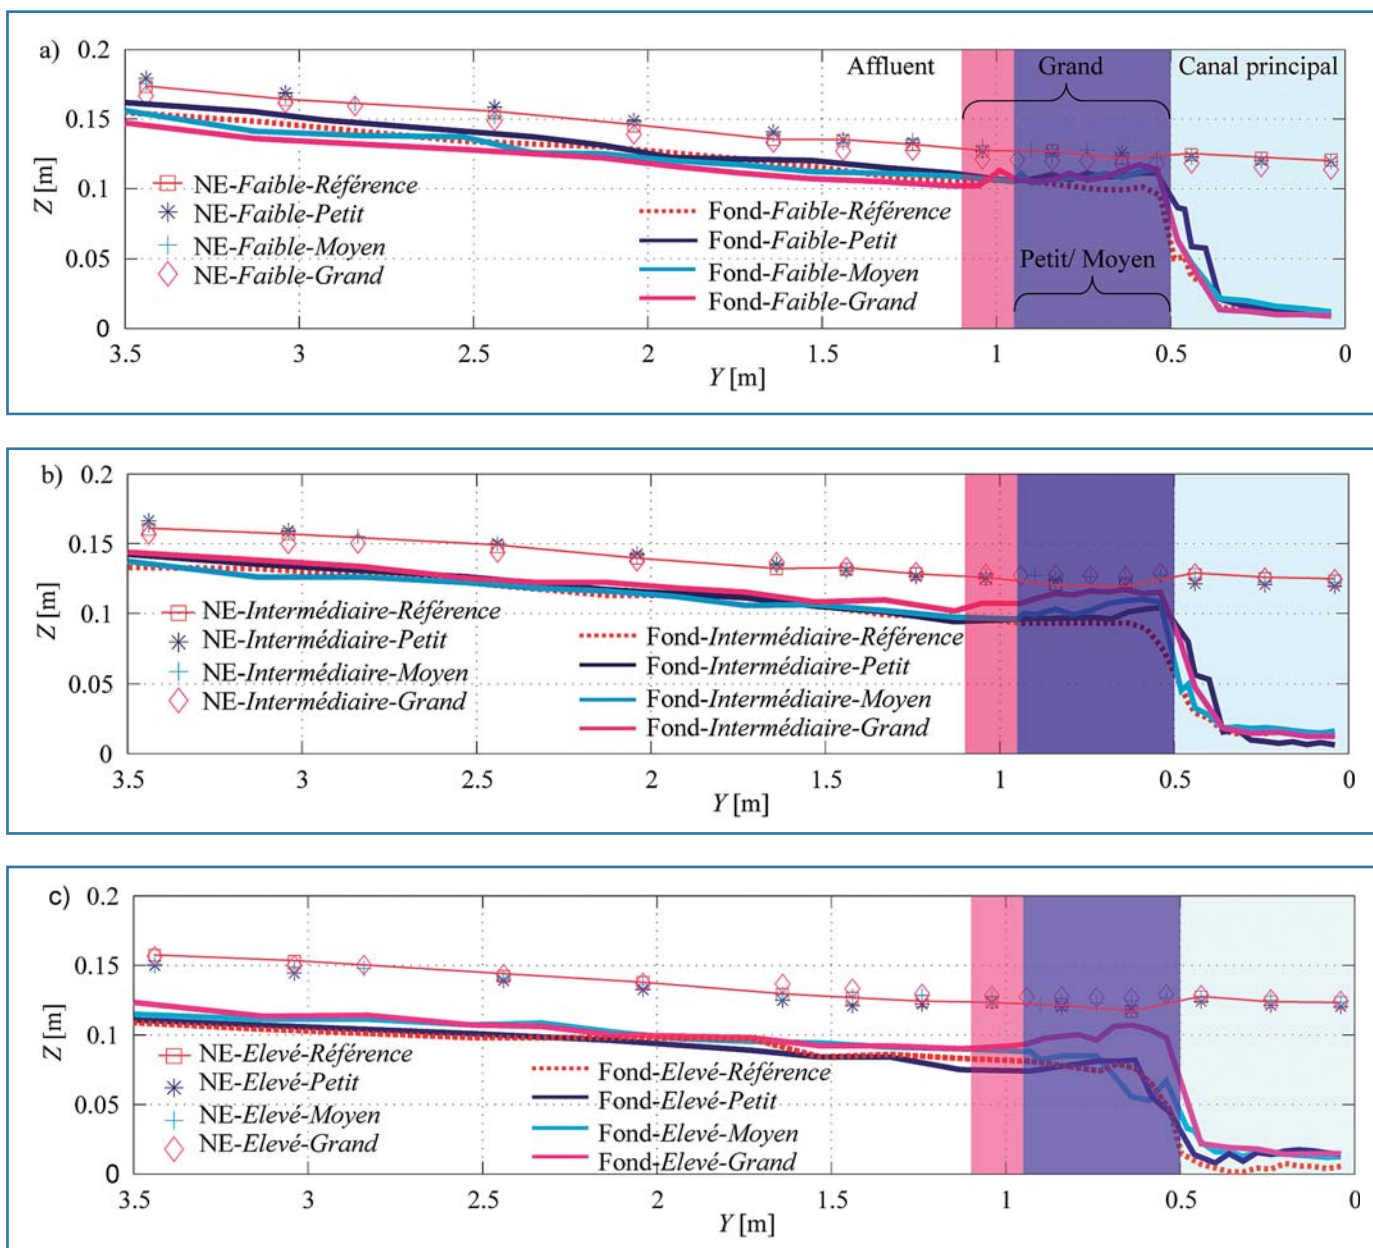 a)
0.2
0.15
0.1
0.05
0
Z [m]
Affluent
Grand
Canal principal
NE-Faible-Référence
NE-Faible-Petit
NE-Faible-Moyen
NE-Faible-Grand
Fond-Faible-Référence
Fond-Faible-Petit
Fond-Faible-Moyen
Fond-Faible-Grand
Petit/ Moyen
3.5 3 2.5 2 1.5 1 0.5 0
Y [m]
b)
0.2
0.15
0.1
0.05
0
Z [m]
NE-Intermédiaire-Référence
NE-Intermédiaire-Petit
NE-Intermédiaire-Moyen
NE-Intermédiaire-Grand
Fond-Intermédiaire-Référence
Fond-Intermédiaire-Petit
Fond-Intermédiaire-Moyen
Fond-Intermédiaire-Grand
3.5 3 2.5 2 1.5 1 0.5 0
Y [m]
c)
0.2
0.15
0.1
0.05
0
Z [m]
NE-Elevé-Référence
NE-Elevé-Petit
NE-Elevé-Moyen
NE-Elevé-Grand
Fond-Elevé-Référence
Fond-Elevé-Petit
Fond-Elevé-Moyen
Fond-Elevé-Grand
3.5 3 2.5 2 1.5 1 0.5 0
Y [m]